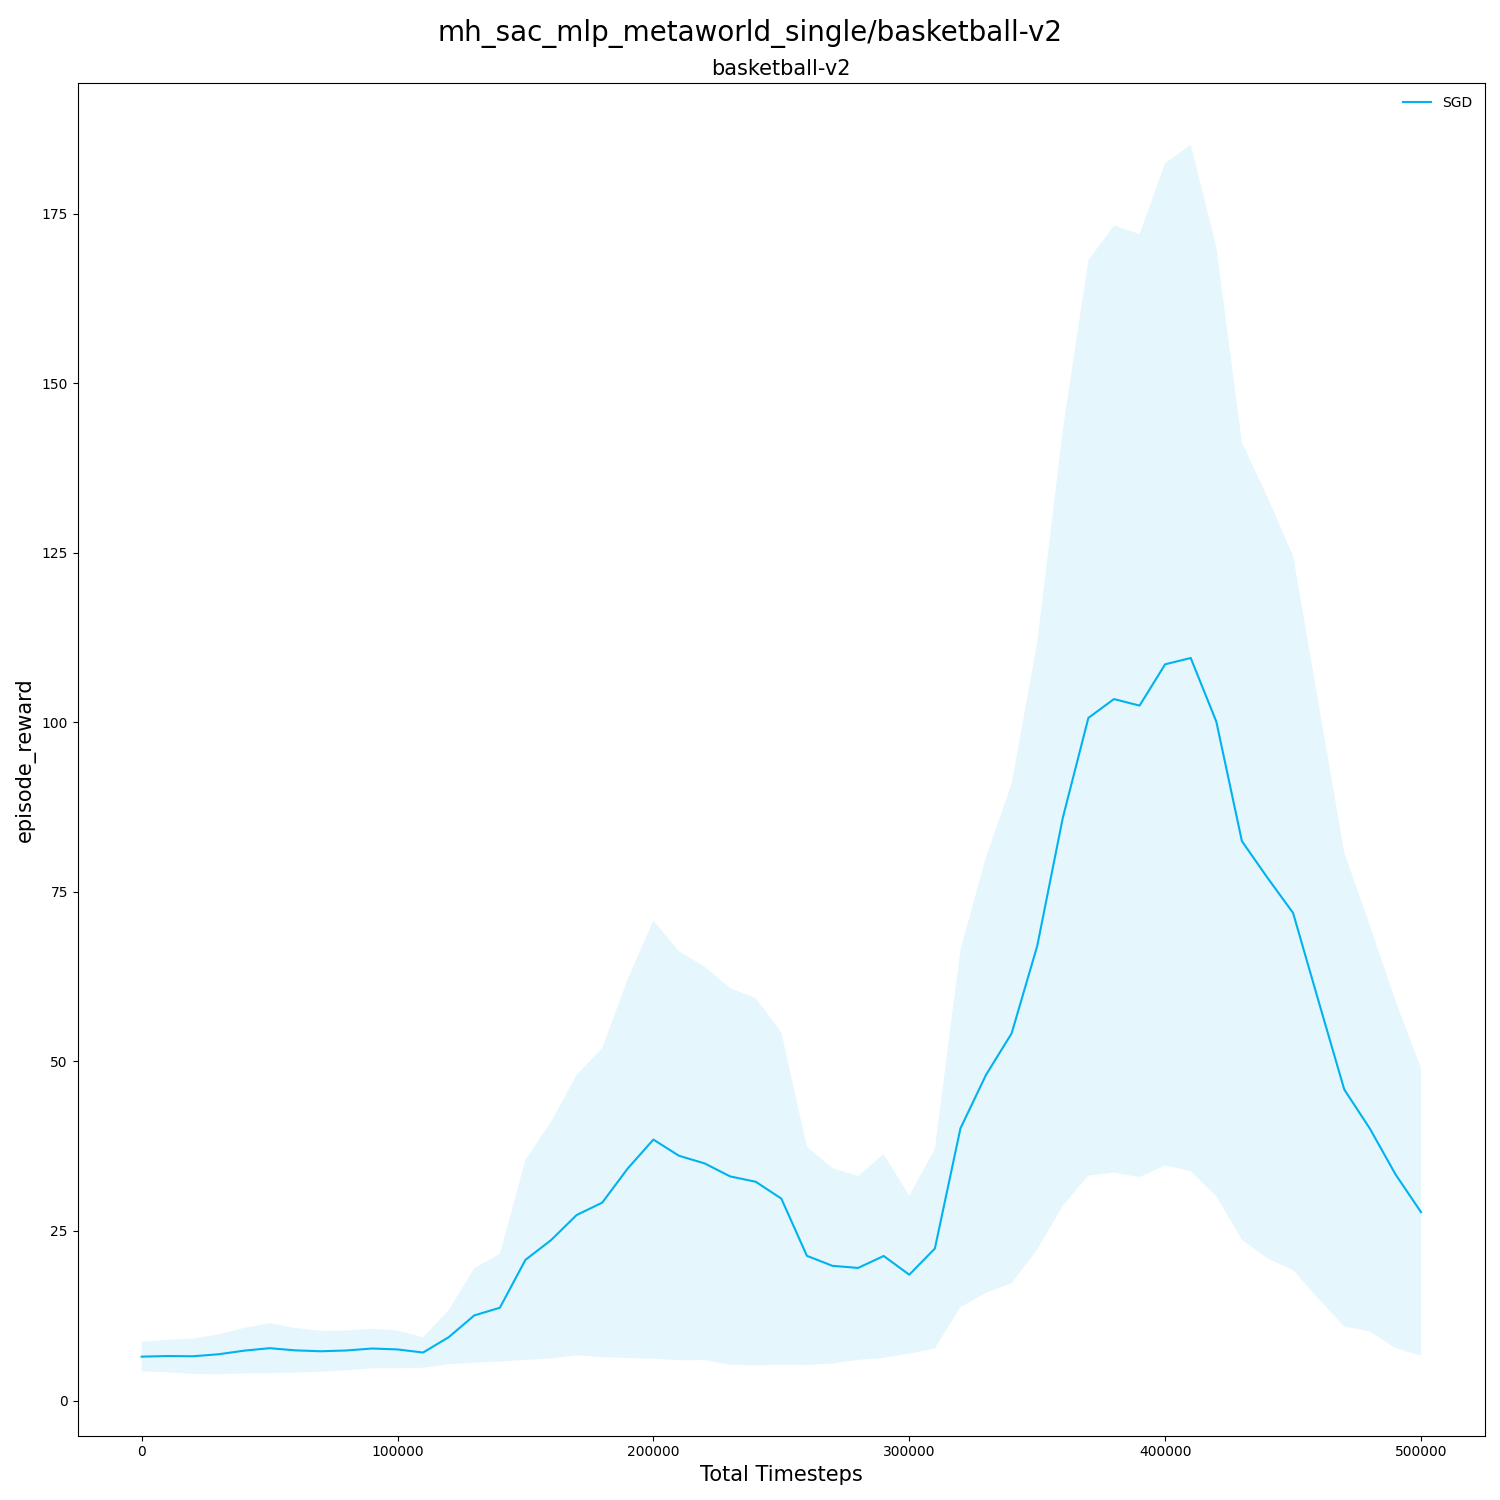 mh_sac_mlp_metaworld_single/basketball-v2
basketball-v2
SGD
175
150
125
100
75
50
25
0
episode_reward
0 100000 200000 300000 400000 500000
Total Timesteps